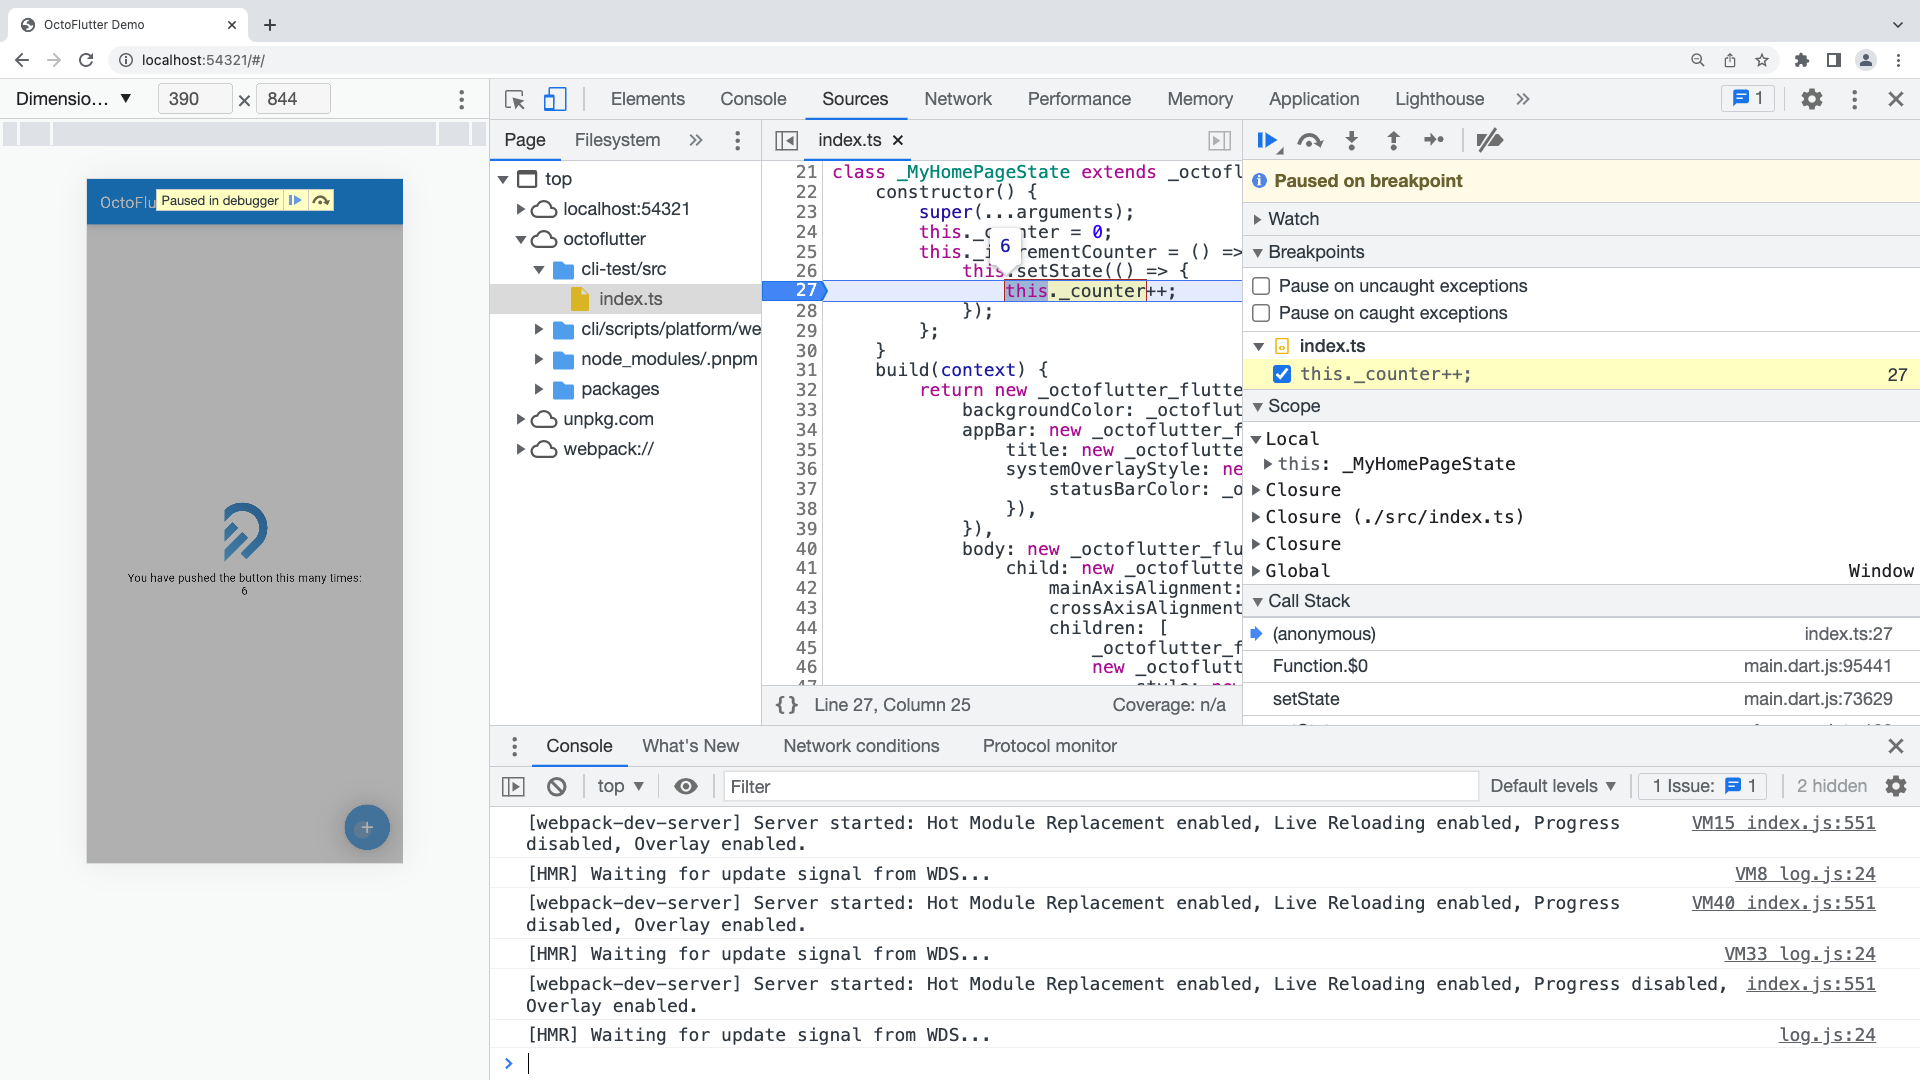 OctoFlutter Demo
localhost:54321/#/
Dimensio... ▼ 390 × 844
Elements Console Sources Network Performance Memory Application Lighthouse » 1
Page Filesystem »
index.ts ×
OctoFlu
Paused in debugger
You have pushed the button this many times:
6
+
top
localhost:54321
octoflutter
cli-test/src
index.ts
cli/scripts/platform/we
node_modules/.pnpm
packages
unpkg.com
webpack://
21 class _MyHomePageState extends _octofl
22 constructor() {
23 super(...arguments);
24 this._c nter = 0;
25 this._i rementCounter = () =>
6
26 this.setState(() => {
27 this._counter++;
28 });
29 };
30 }
31 build(context) {
32 return new _octoflutter_flutte
33 backgroundColor: _octoflut
34 appBar: new _octoflutter_f
35 title: new _octoflutte
36 systemOverlayStyle: ne
37 statusBarColor: _o
38 }),
39 }),
40 body: new _octoflutter_flu
41 child: new _octoflutte
42 mainAxisAlignment:
43 crossAxisAlignment
44 children: [
45 _octoflutter_f
46 new _octoflutt
{} Line 27, Column 25 Coverage: n/a
Paused on breakpoint
Watch
Breakpoints
Pause on uncaught exceptions
Pause on caught exceptions
index.ts
this._counter++; 27
Scope
Local
this: _MyHomePageState
Closure
Closure (./src/index.ts)
Closure
Global Window
Call Stack
(anonymous) index.ts:27
Function.$0 main.dart.js:95441
setState main.dart.js:73629
Console What's New Network conditions Protocol monitor
top ▼ Filter Default levels ▼ 1 Issue: 1 2 hidden
[webpack-dev-server] Server started: Hot Module Replacement enabled, Live Reloading enabled, Progress VM15 index.js:551
disabled, Overlay enabled.
[HMR] Waiting for update signal from WDS... VM8 log.js:24
[webpack-dev-server] Server started: Hot Module Replacement enabled, Live Reloading enabled, Progress VM40 index.js:551
disabled, Overlay enabled.
[HMR] Waiting for update signal from WDS... VM33 log.js:24
[webpack-dev-server] Server started: Hot Module Replacement enabled, Live Reloading enabled, Progress disabled, index.js:551
Overlay enabled.
[HMR] Waiting for update signal from WDS... log.js:24
>